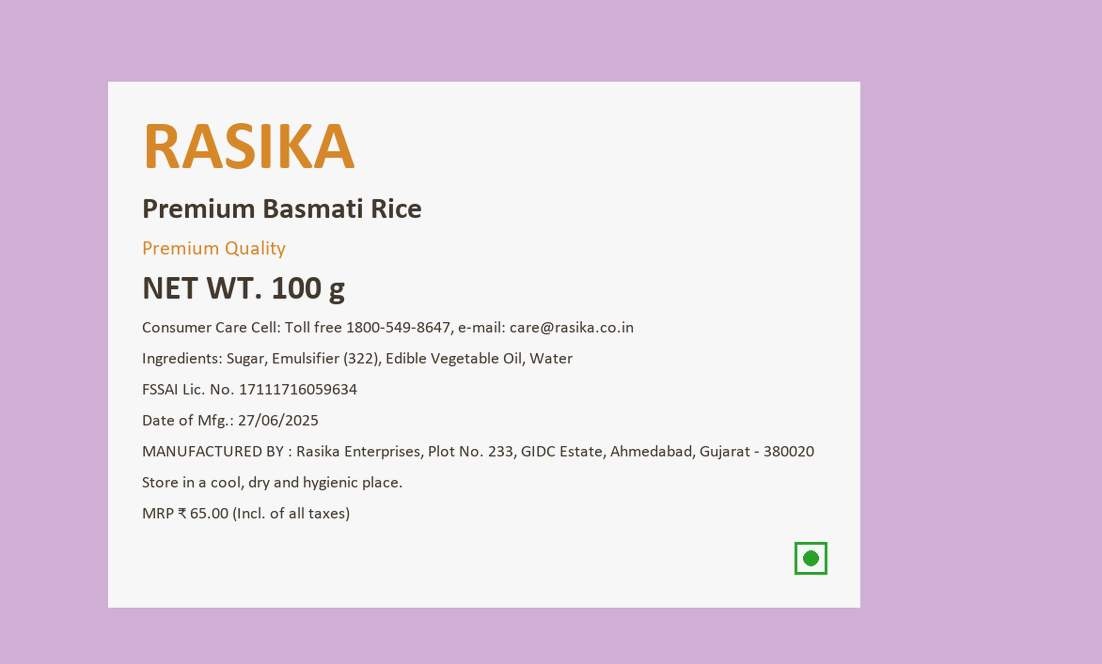 RASIKA
Premium Basmati Rice
Premium Quality
NET WT. 100 g
Consumer Care Cell: Toll free 1800-549-8647, e-mail: care@rasika.co.in
Ingredients: Sugar, Emulsifier (322), Edible Vegetable Oil, Water
FSSAI Lic. No. 17111716059634
Date of Mfg.: 27/06/2025
MANUFACTURED BY : Rasika Enterprises, Plot No. 233, GIDC Estate, Ahmedabad, Gujarat - 380020
Store in a cool, dry and hygienic place.
MRP ₹ 65.00 (Incl. of all taxes)